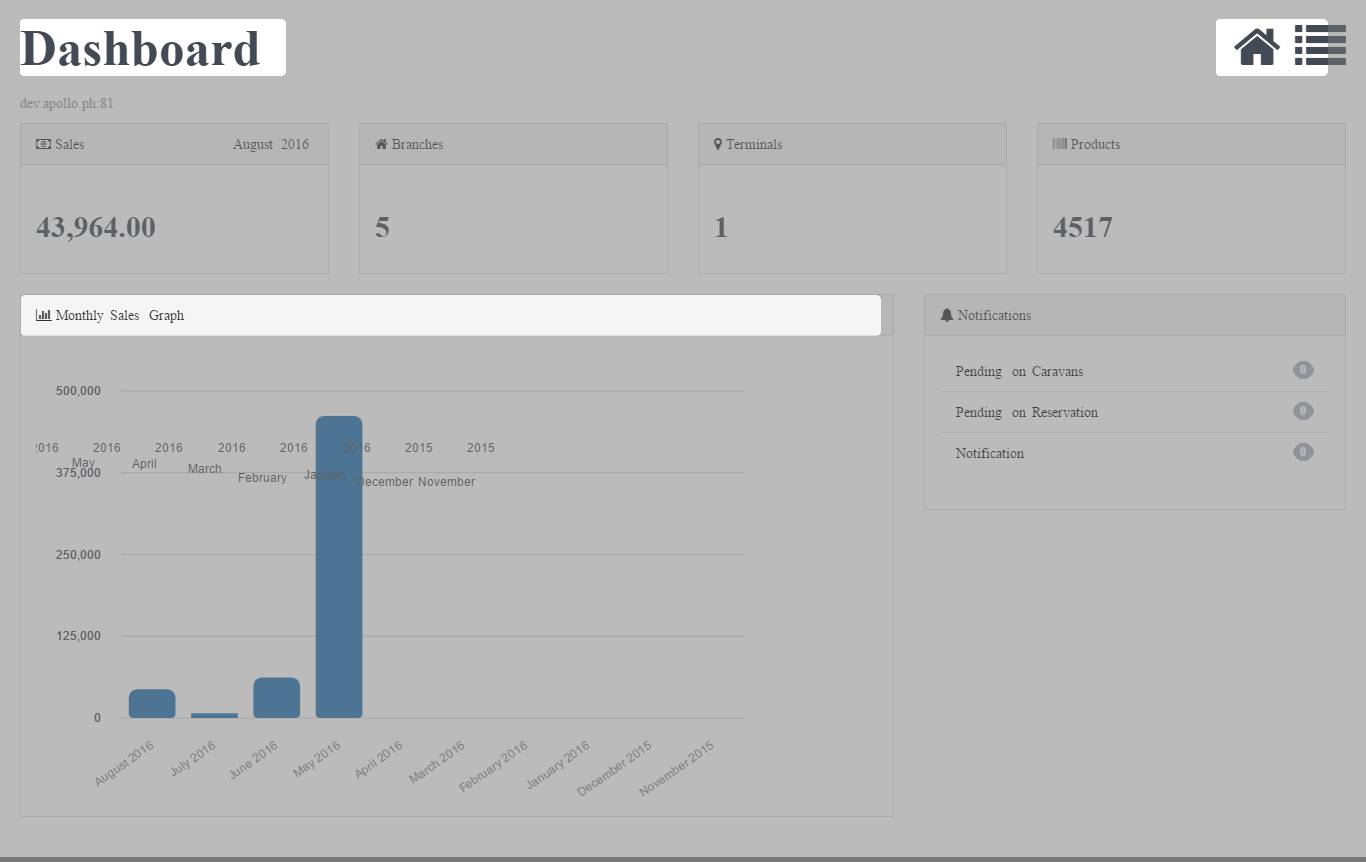 Dashboard
dev.apollo.ph:81
Sales August 2016
Branches
Terminals
Products
43,964.00
5
1
4517
Monthly Sales Graph
Notifications
Pending on Caravans 0
Pending on Reservation 0
Notification 0
500,000
2016 2016 2016 2016 2016 2016 2015 2015
May April March February January December November
375,000
250,000
125,000
0
August 2016
July 2016
June 2016
May 2016
April 2016
March 2016
February 2016
January 2016
December 2015
November 2015